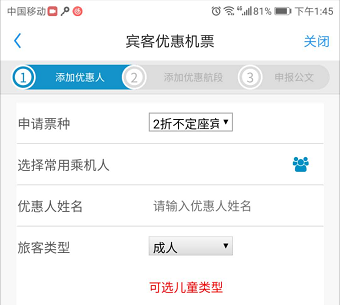 中国移动 81% 下午1:45
宾客优惠机票 关闭
1 添加优惠人 2 添加优惠航段 3 申报公文
申请票种 2折不定座宾
选择常用乘机人
优惠人姓名 请输入优惠人姓名
旅客类型 成人
可选儿童类型